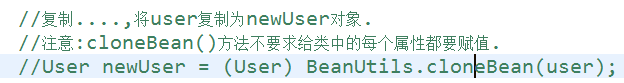 //复制....,将user复制为newUser对象.
//注意:cloneBean()方法不要求给类中的每个属性都要赋值.
//User newUser = (User) BeanUtils.cloneBean(user);